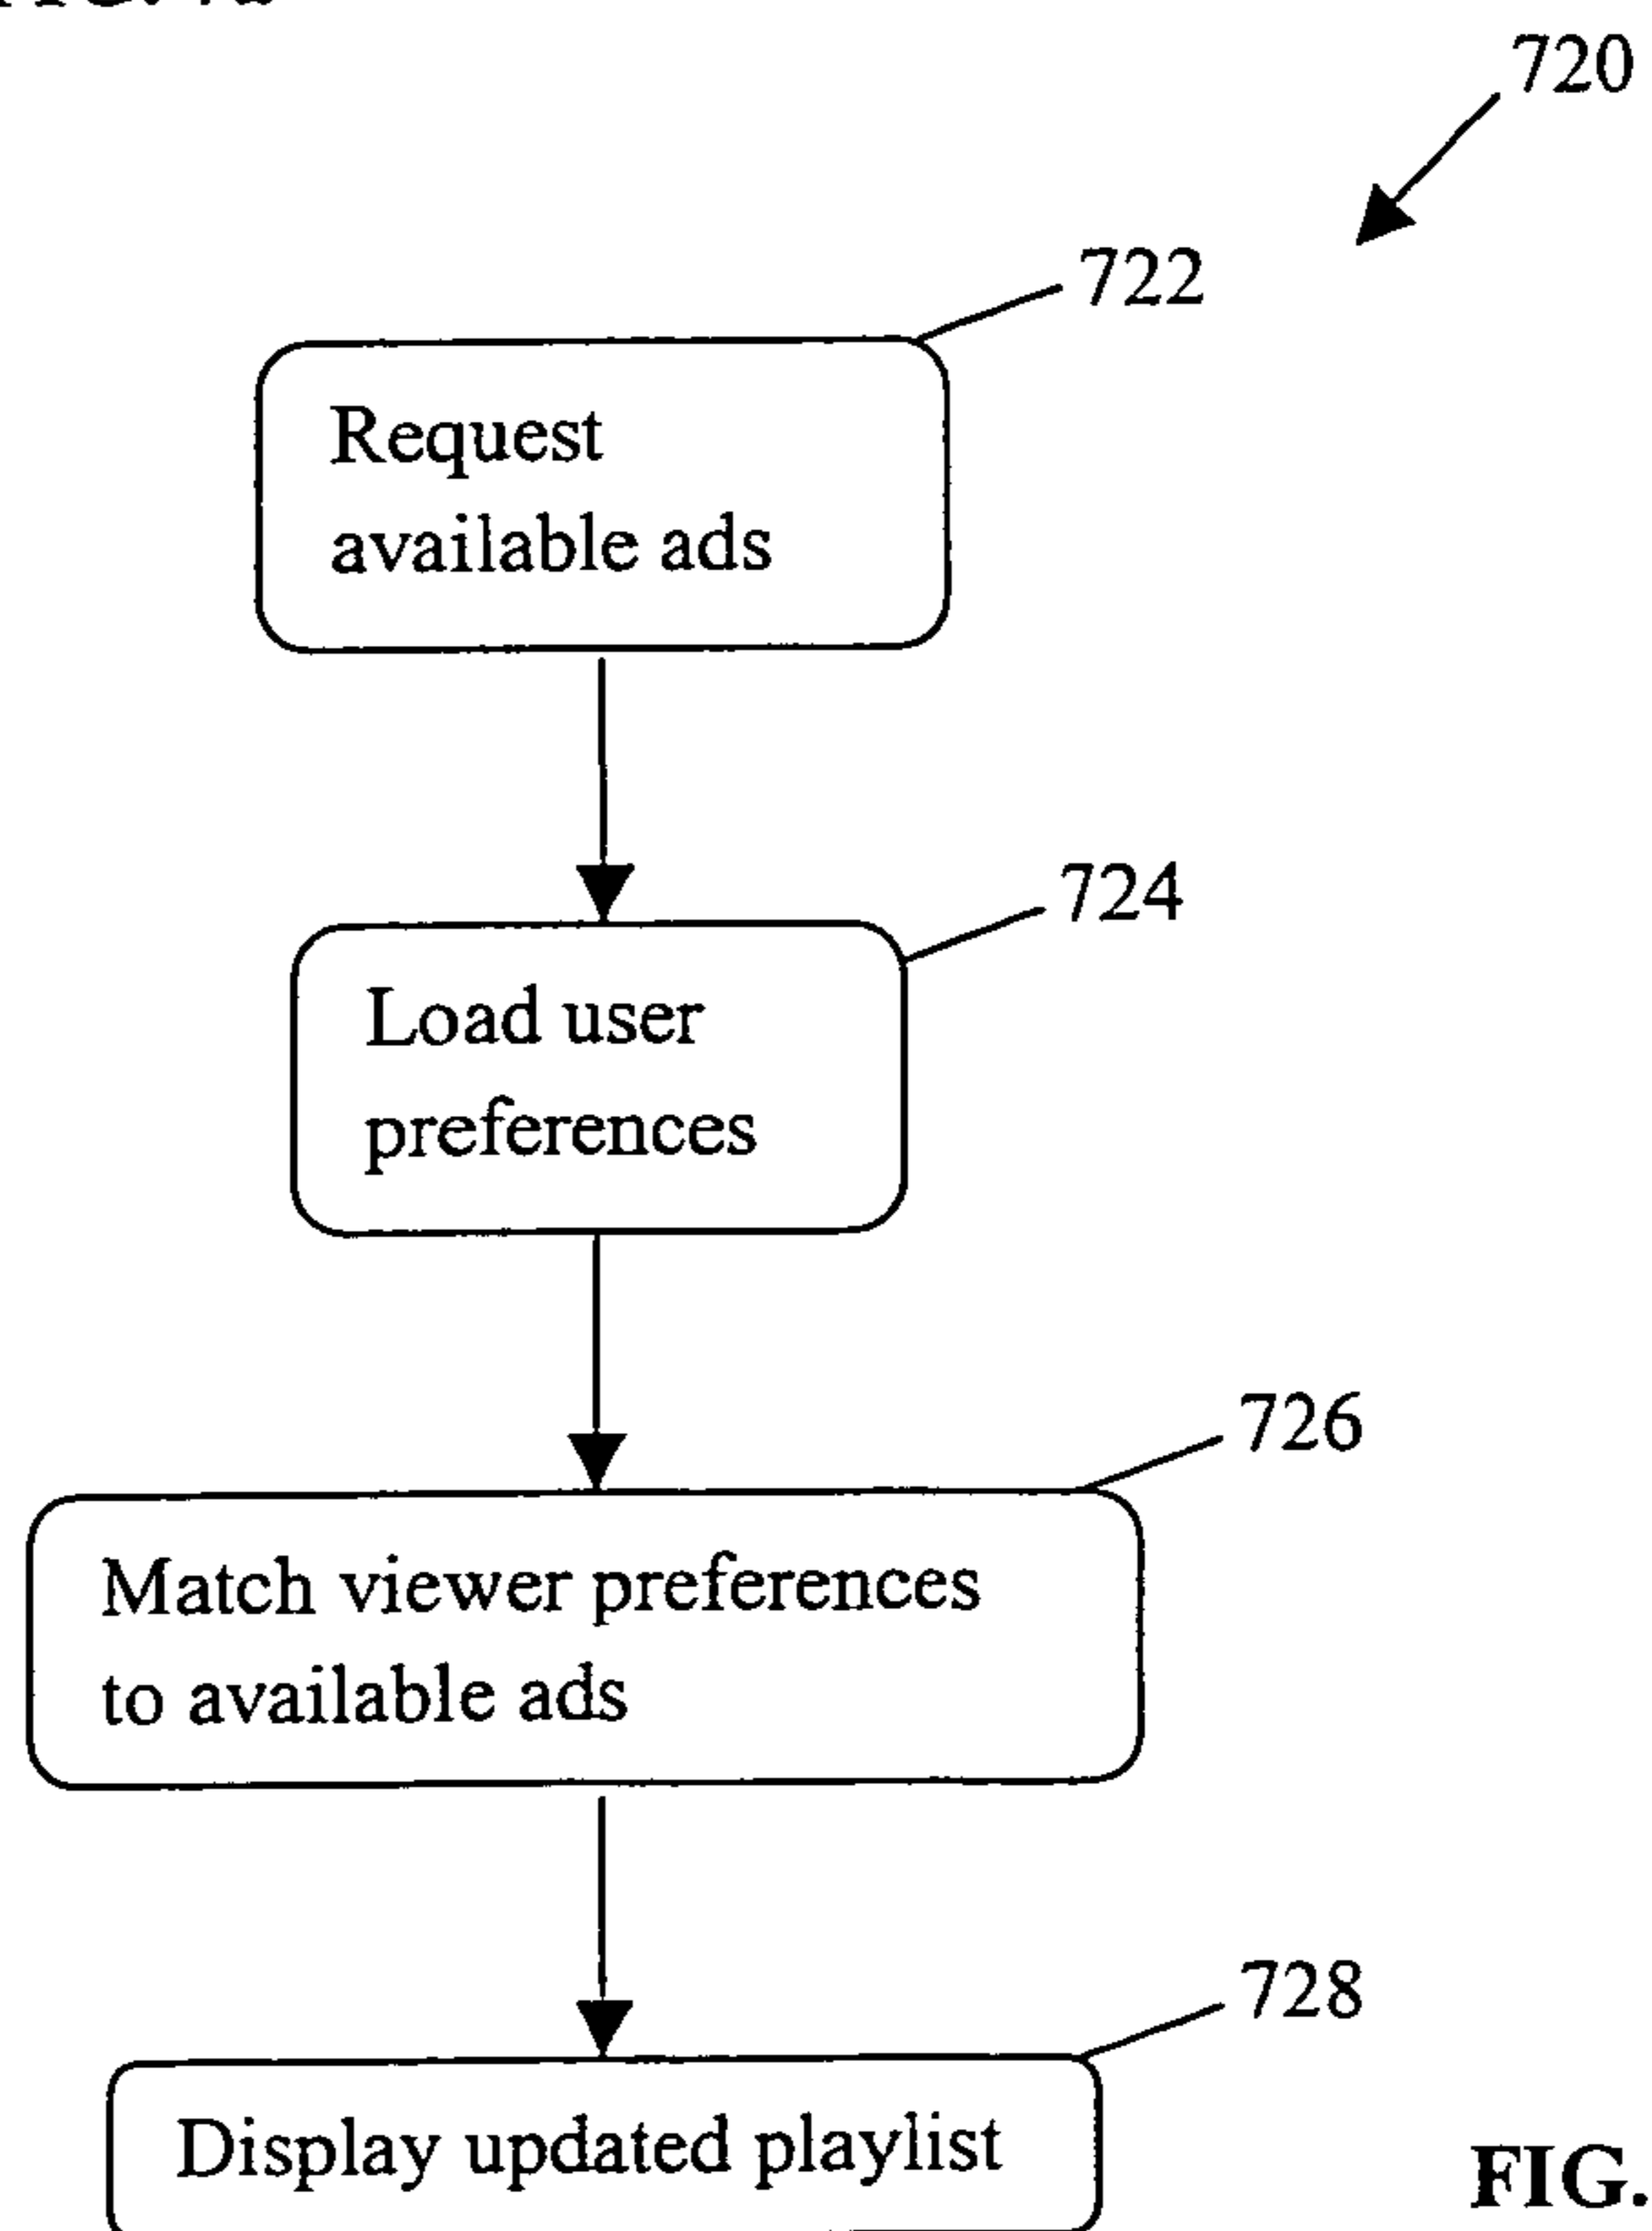 720
722
Request
available ads
724
Load user
preferences
726
Match viewer preferences
to available ads
728
Display updated playlist
FIG.